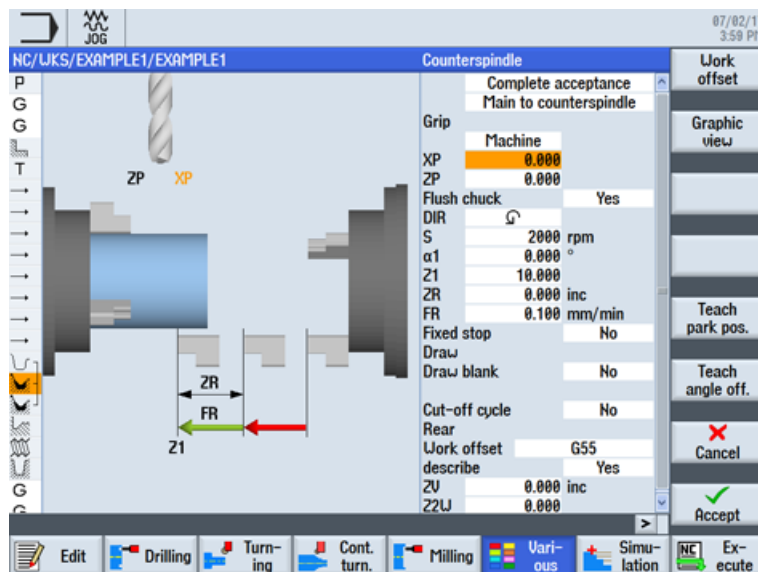 JOG
07/02/1
3:59 PM
NC/WKS/EXAMPLE1/EXAMPLE1
Counterspindle
P
G
G
T
G
G
ZP XP
ZR
FR
Z1
Complete acceptance
Main to counterspindle
Grip
Machine
XP 0.000
ZP 0.000
Flush chuck Yes
DIR
S 2000 rpm
α1 0.000 °
Z1 10.000
ZR 0.000 inc
FR 0.100 mm/min
Fixed stop No
Draw
Draw blank No
Cut-off cycle No
Rear
Work offset G55
describe Yes
ZV 0.000 inc
Z2W 0.000
>
Work
offset
Graphic
view
Teach
park pos.
Teach
angle off.
Cancel
Accept
Edit
Drilling
Turn-
ing
Cont.
turn.
Milling
Vari-
ous
Simu-
lation
NC
Ex-
ecute